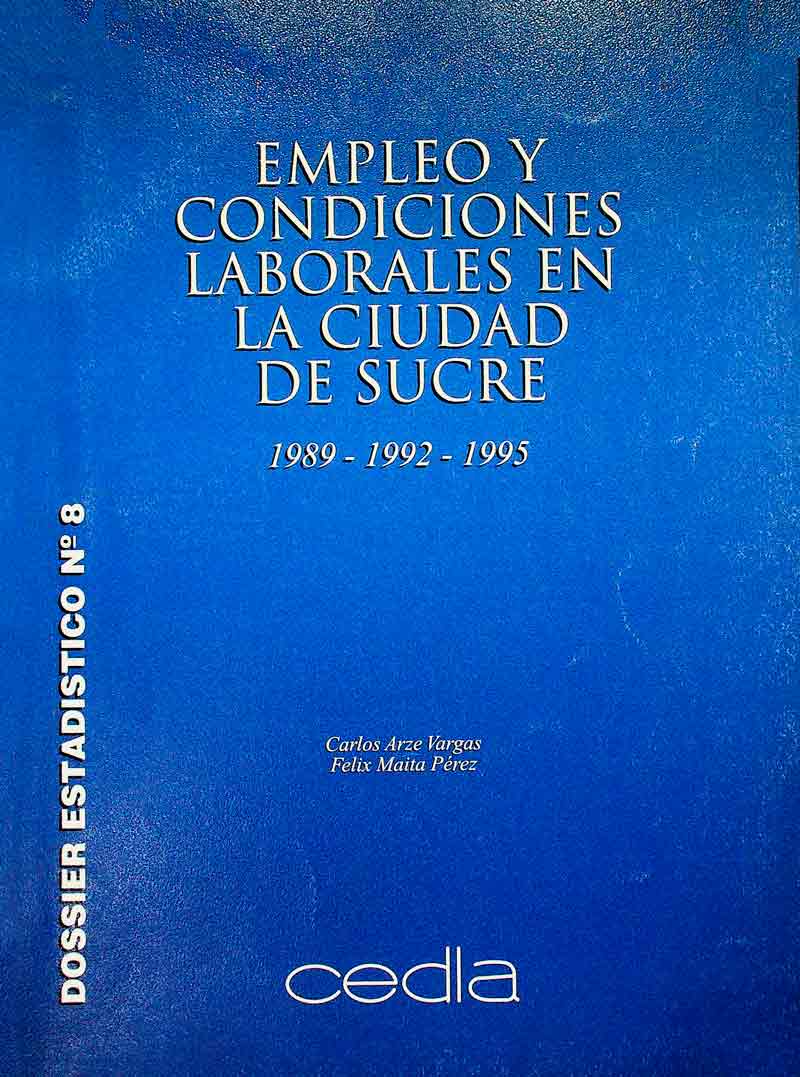 EMPLEO Y
CONDICIONES
LABORALES EN
LA CIUDAD
DE SUCRE
1989 - 1992 - 1995
DOSSIER ESTADISTICO Nº 8
Carlos Arze Vargas
Felix Maita Pérez
cedla